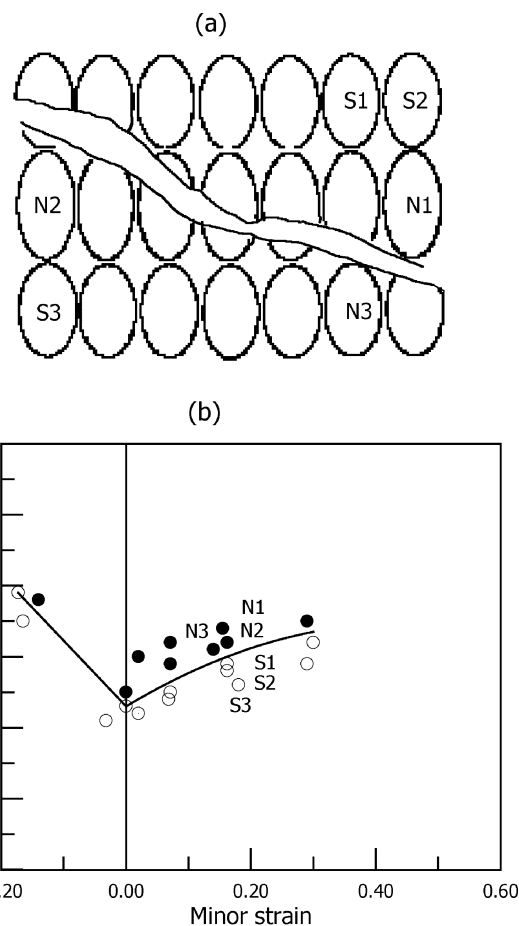 (a)
S1 S2
N2 N1
S3 N3
(b)
N1
N3 N2
S1
S2
S3
.20 0.00 0.20 0.40 0.60
Minor strain